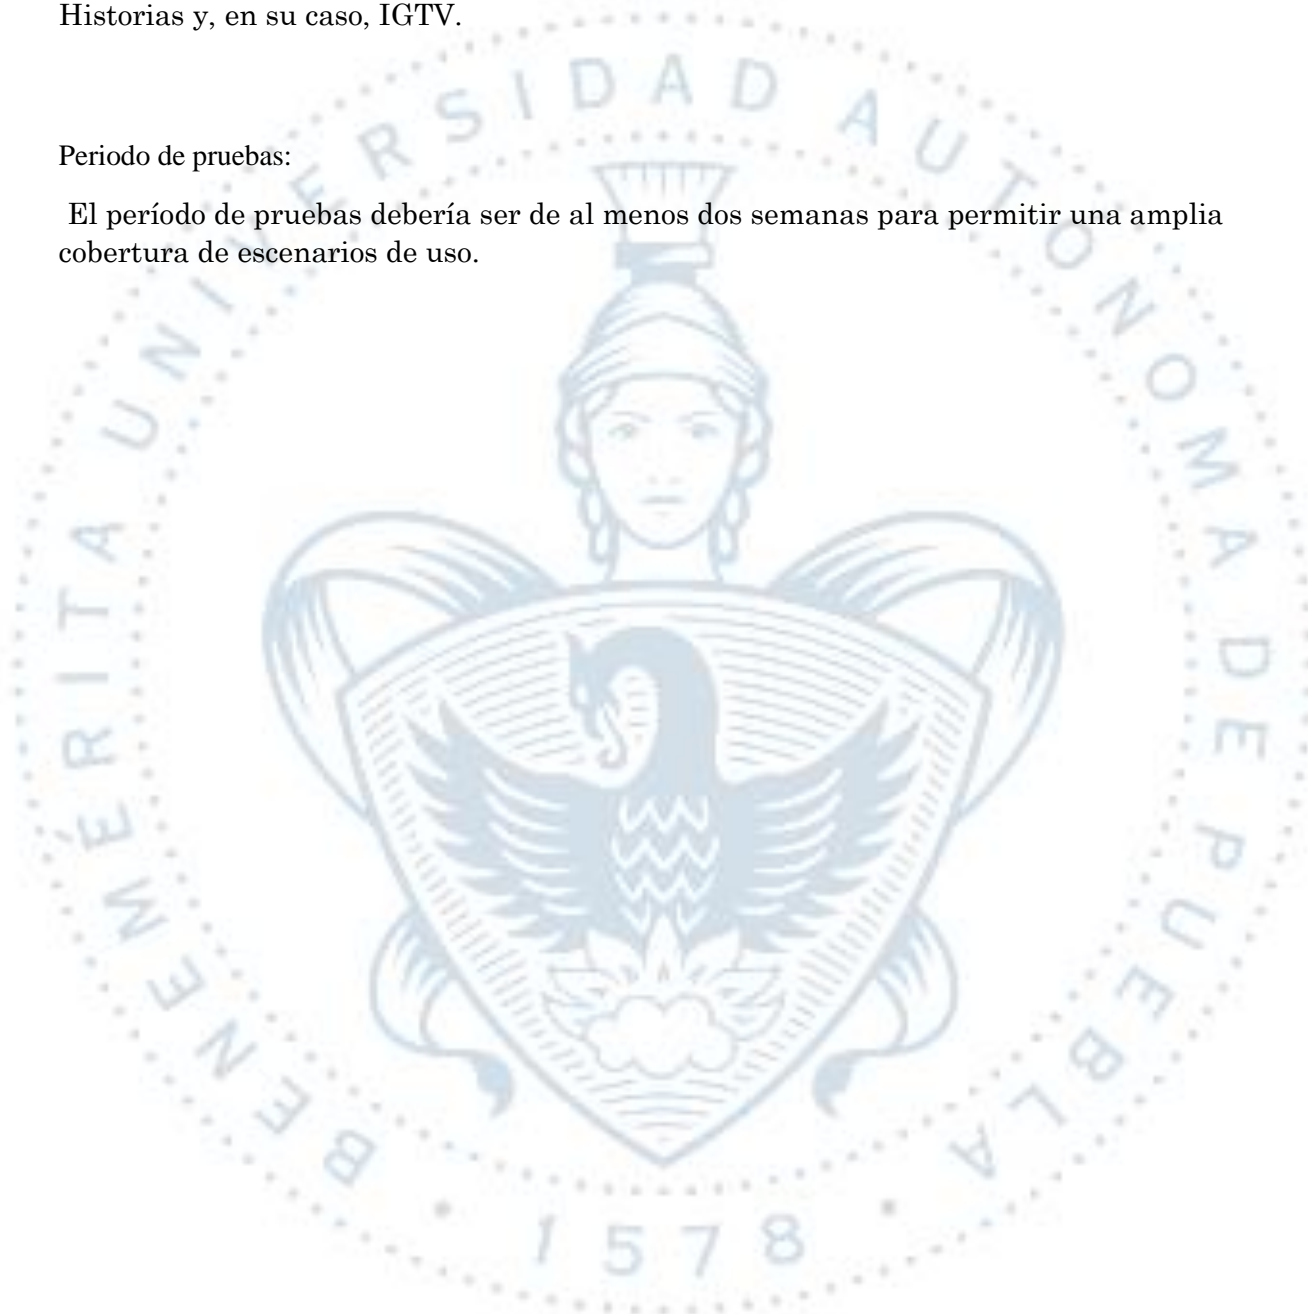 Historias y, en su caso, IGTV.
Periodo de pruebas:
El período de pruebas debería ser de al menos dos semanas para permitir una amplia
cobertura de escenarios de uso.
BENEMÉRITA UNIVERSIDAD AUTONOMA DE PUEBLA
1578